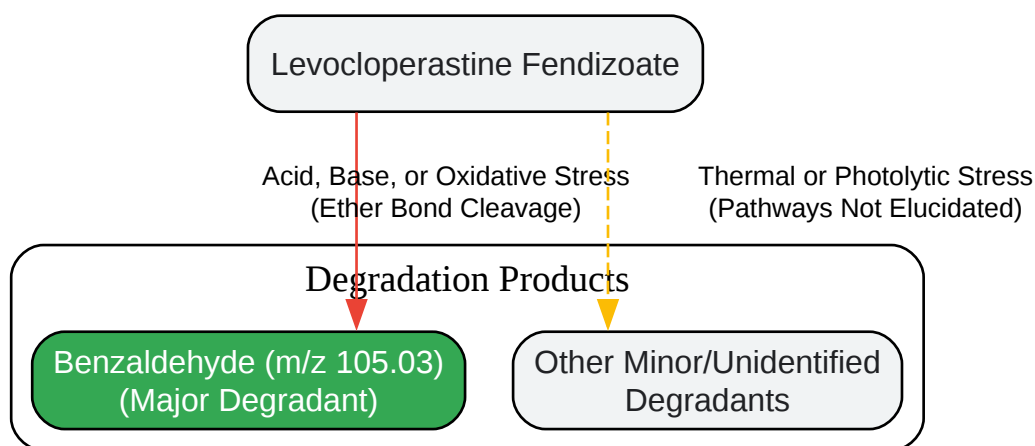 Levocloperastine Fendizoate
Acid, Base, or Oxidative Stress
(Ether Bond Cleavage)
Thermal or Photolytic Stress
(Pathways Not Elucidated)
Degradation Products
Benzaldehyde (m/z 105.03)
(Major Degradant)
Other Minor/Unidentified
Degradants